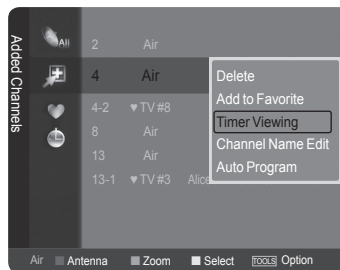 Added Channels
All
2 Air
4 Air
4-2 ♥ TV #8
8 Air
13 Air
13-1 ♥ TV #3 Alice
Delete
Add to Favorite
Timer Viewing
Channel Name Edit
Auto Program
Air Antenna Zoom Select TOOLS Option